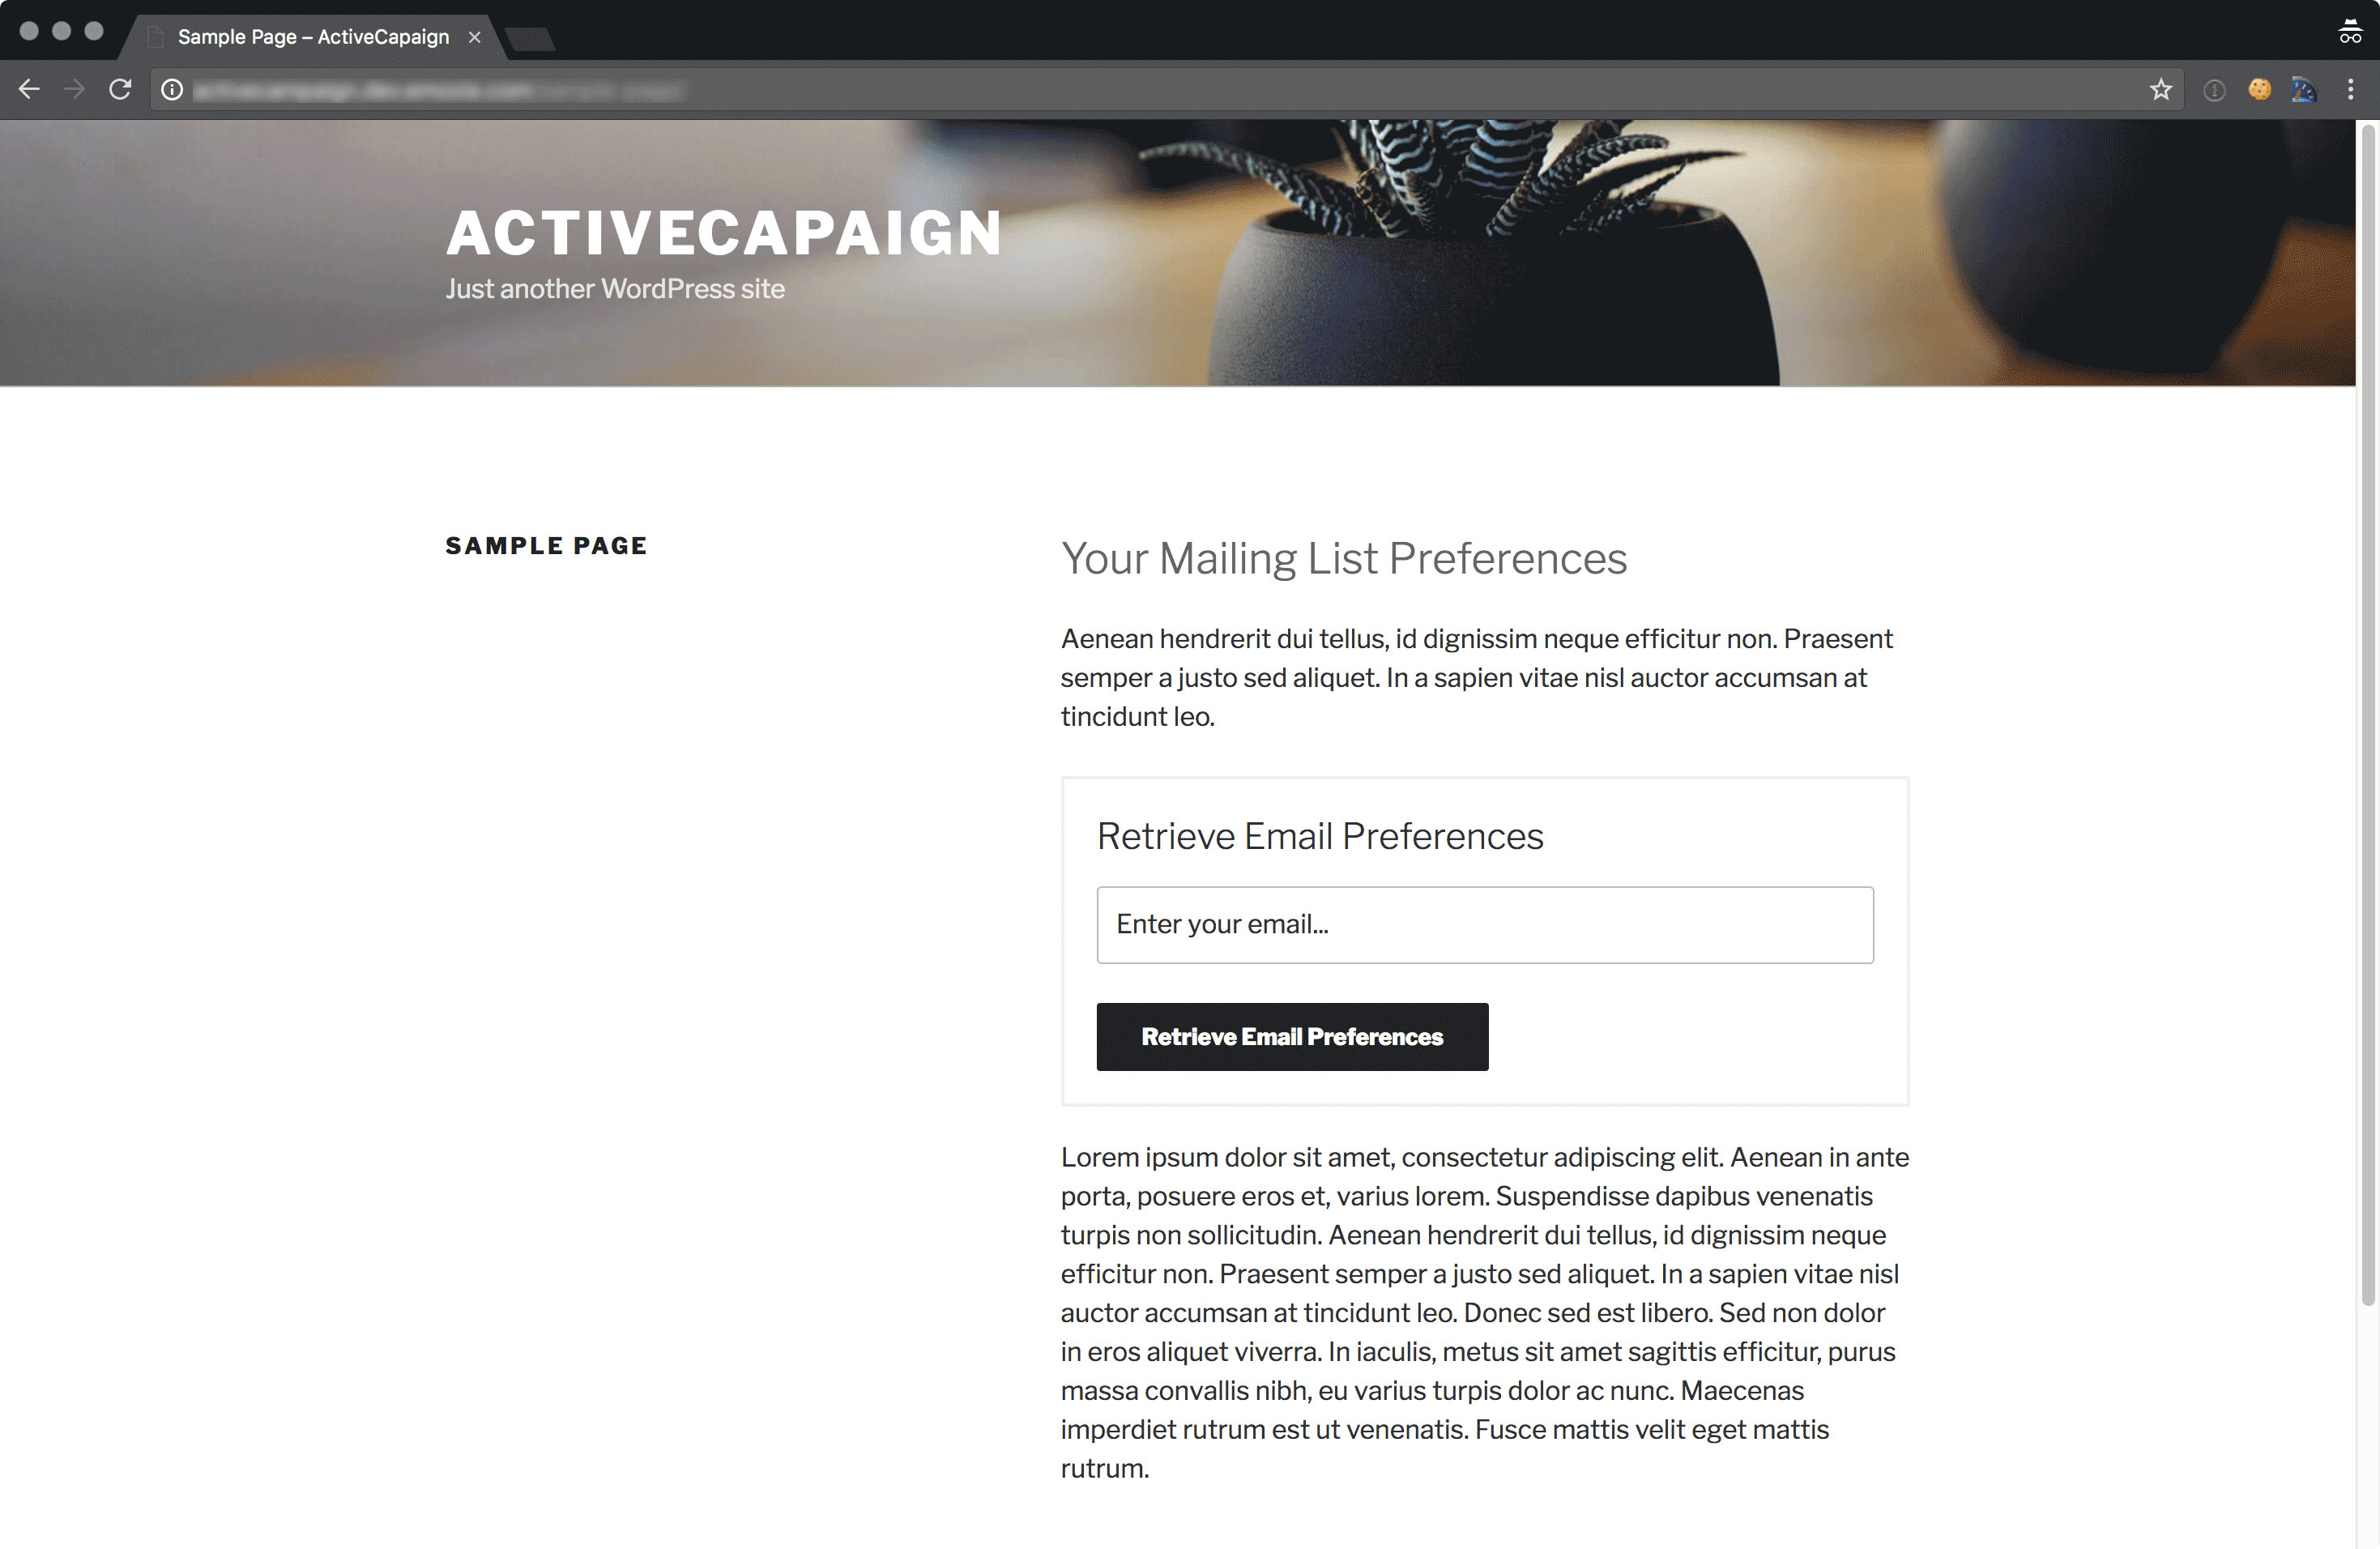 Sample Page – ActiveCapaign
ACTIVECAPAIGN
Just another WordPress site
SAMPLE PAGE
Your Mailing List Preferences
Aenean hendrerit dui tellus, id dignissim neque efficitur non. Praesent
semper a justo sed aliquet. In a sapien vitae nisl auctor accumsan at
tincidunt leo.
Retrieve Email Preferences
Enter your email...
Retrieve Email Preferences
Lorem ipsum dolor sit amet, consectetur adipiscing elit. Aenean in ante
porta, posuere eros et, varius lorem. Suspendisse dapibus venenatis
turpis non sollicitudin. Aenean hendrerit dui tellus, id dignissim neque
efficitur non. Praesent semper a justo sed aliquet. In a sapien vitae nisl
auctor accumsan at tincidunt leo. Donec sed est libero. Sed non dolor
in eros aliquet viverra. In iaculis, metus sit amet sagittis efficitur, purus
massa convallis nibh, eu varius turpis dolor ac nunc. Maecenas
imperdiet rutrum est ut venenatis. Fusce mattis velit eget mattis
rutrum.